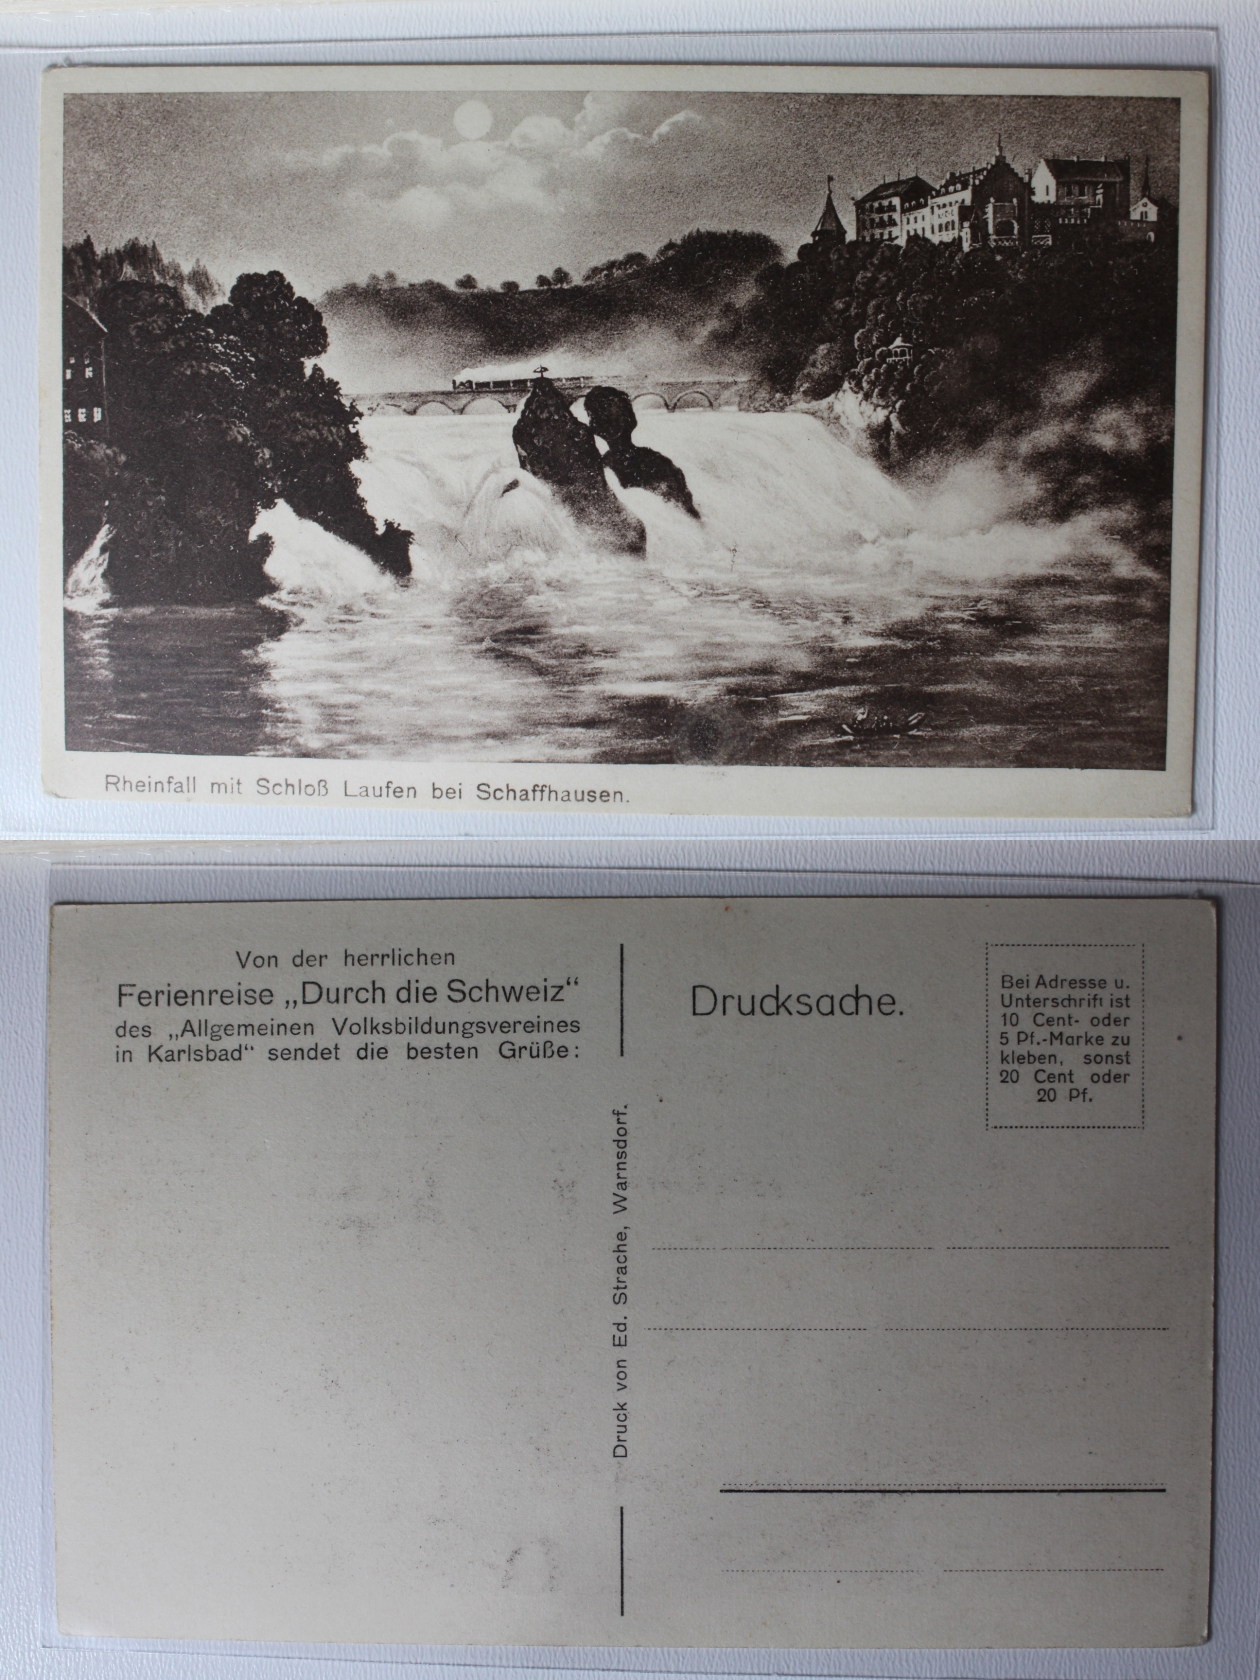 Rheinfall mit Schloß Laufen bei Schaffhausen.
Von der herrlichen
Ferienreise „Durch die Schweiz“
des „Allgemeinen Volksbildungsvereines
in Karlsbad“ sendet die besten Grüße:
Druck von Ed. Strache, Warnsdorf.
Drucksache.
Bei Adresse u.
Unterschrift ist
10 Cent- oder
5 Pf.-Marke zu
kleben, sonst
20 Cent oder
20 Pf.